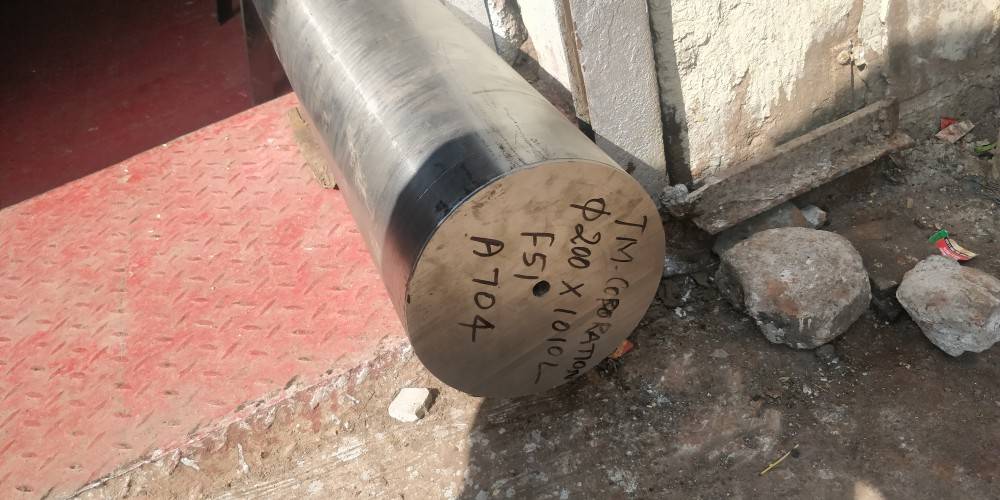 TM-CORPORATION
φ200 X 1010L
F51
A704